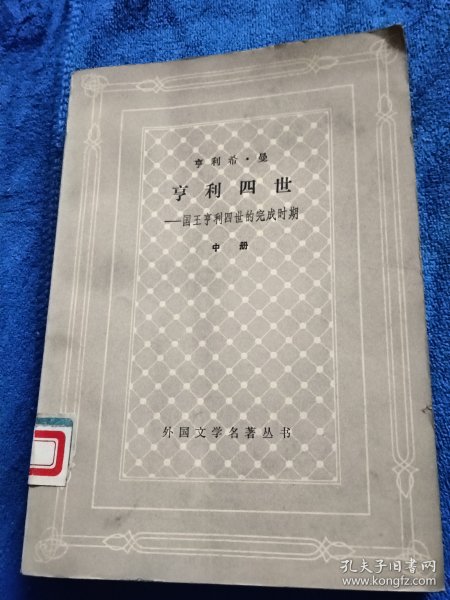 亨利希·曼
亨利四世
——国王亨利四世的完成时期
中册
外国文学名著丛书
孔夫子旧书网
www.kongfz.com